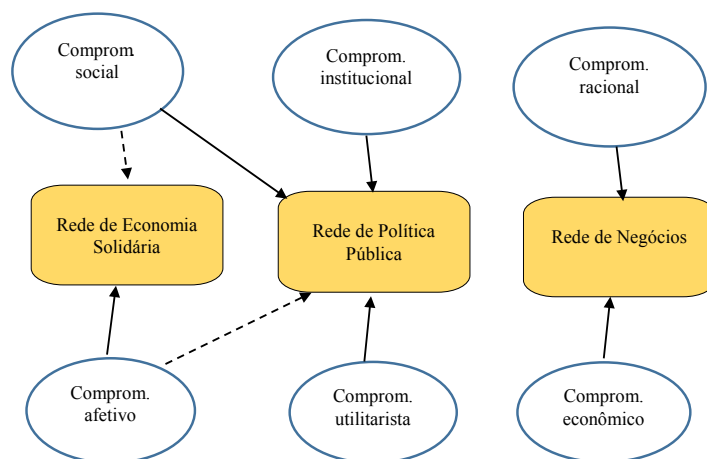 Comprom.
social
Comprom.
institucional
Comprom.
racional
Rede de Economia
Solidária
Rede de Política
Pública
Rede de Negócios
Comprom.
afetivo
Comprom.
utilitarista
Comprom.
econômico